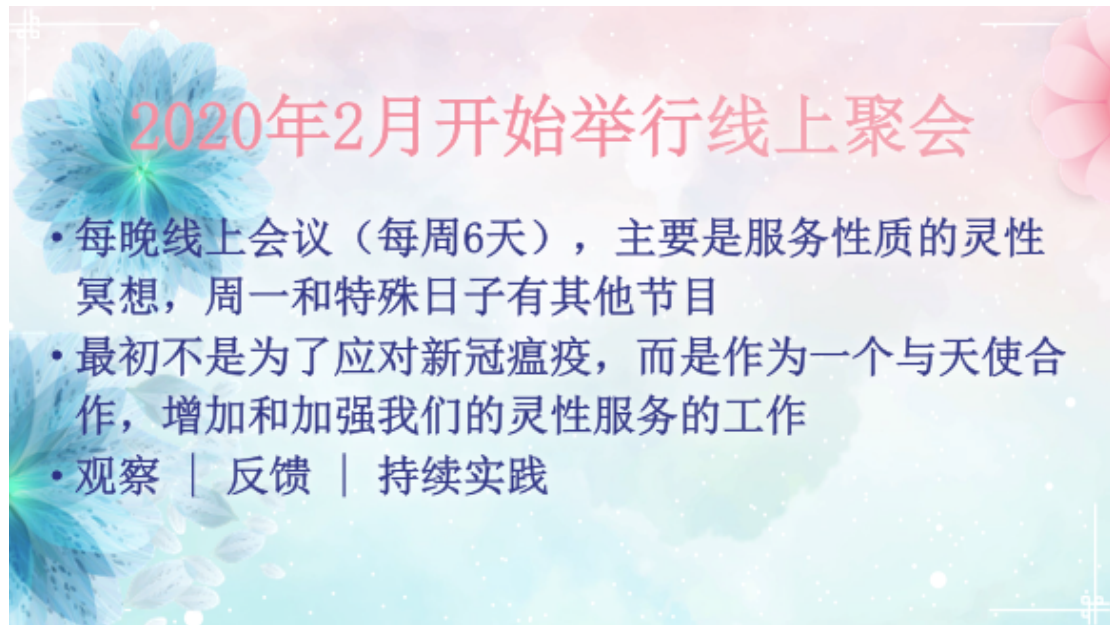 2020年2月开始举行线上聚会
•每晚线上会议（每周6天），主要是服务性质的灵性
冥想，周一和特殊日子有其他节目
•最初不是为了应对新冠瘟疫，而是作为一个与天使合
作，增加和加强我们的灵性服务的工作
•观察 | 反馈 | 持续实践